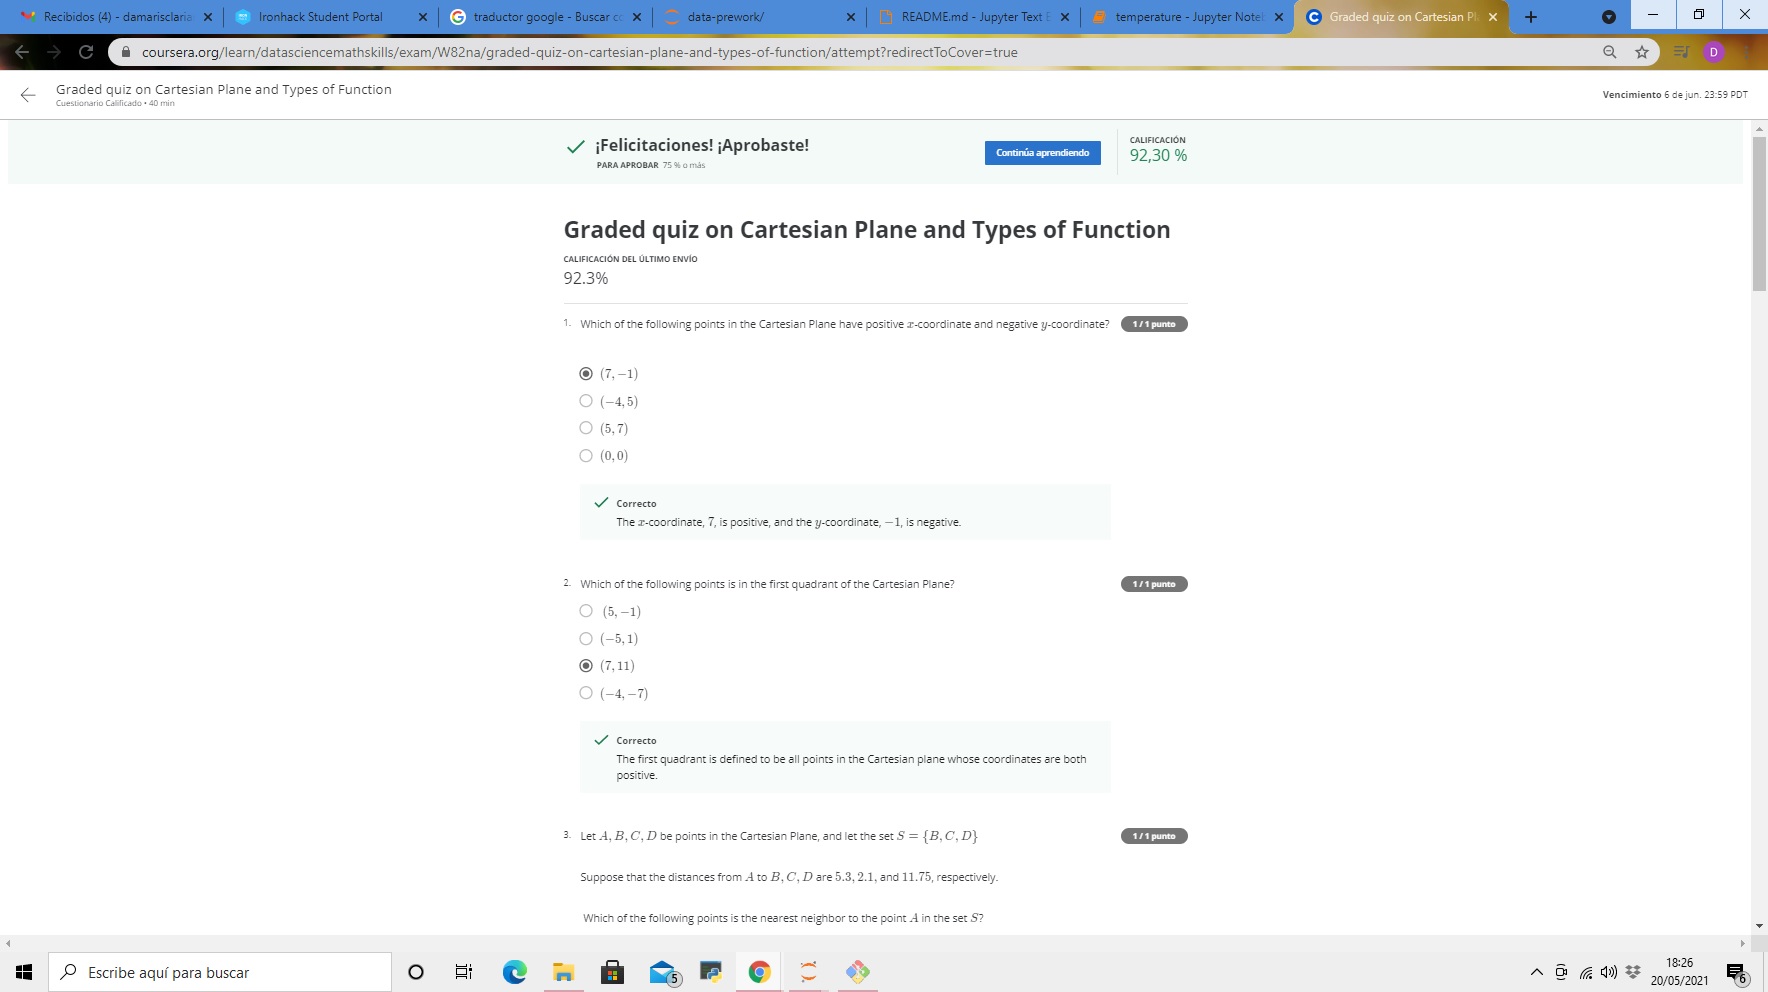 Recibidos (4) - damarisclaria
Ironhack Student Portal
traductor google - Buscar c
data-prework/
README.md - Jupyter Text E
temperature - Jupyter Note
Graded quiz on Cartesian Pl
coursera.org/learn/datasciencemathskills/exam/W82na/graded-quiz-on-cartesian-plane-and-types-of-function/attempt?redirectToCover=true
D
Graded quiz on Cartesian Plane and Types of Function
Cuestionario Calificado • 40 min
Vencimiento 6 de jun. 23:59 PDT
¡Felicitaciones! ¡Aprobaste!
PARA APROBAR 75 % o más
Continúa aprendiendo
CALIFICACIÓN
92,30 %
Graded quiz on Cartesian Plane and Types of Function
CALIFICACIÓN DEL ÚLTIMO ENVÍO
92.3%
1. Which of the following points in the Cartesian Plane have positive x-coordinate and negative y-coordinate? 1 / 1 punto
(7, −1)
(−4, 5)
(5, 7)
(0, 0)
Correcto
The x-coordinate, 7, is positive, and the y-coordinate, −1, is negative.
2. Which of the following points is in the first quadrant of the Cartesian Plane? 1 / 1 punto
(5, −1)
(−5, 1)
(7, 11)
(−4, −7)
Correcto
The first quadrant is defined to be all points in the Cartesian plane whose coordinates are both
positive.
3. Let A, B, C, D be points in the Cartesian Plane, and let the set S = {B, C, D} 1 / 1 punto
Suppose that the distances from A to B, C, D are 5.3, 2.1, and 11.75, respectively.
Which of the following points is the nearest neighbor to the point A in the set S?
Escribe aquí para buscar
5
18:26
20/05/2021
6